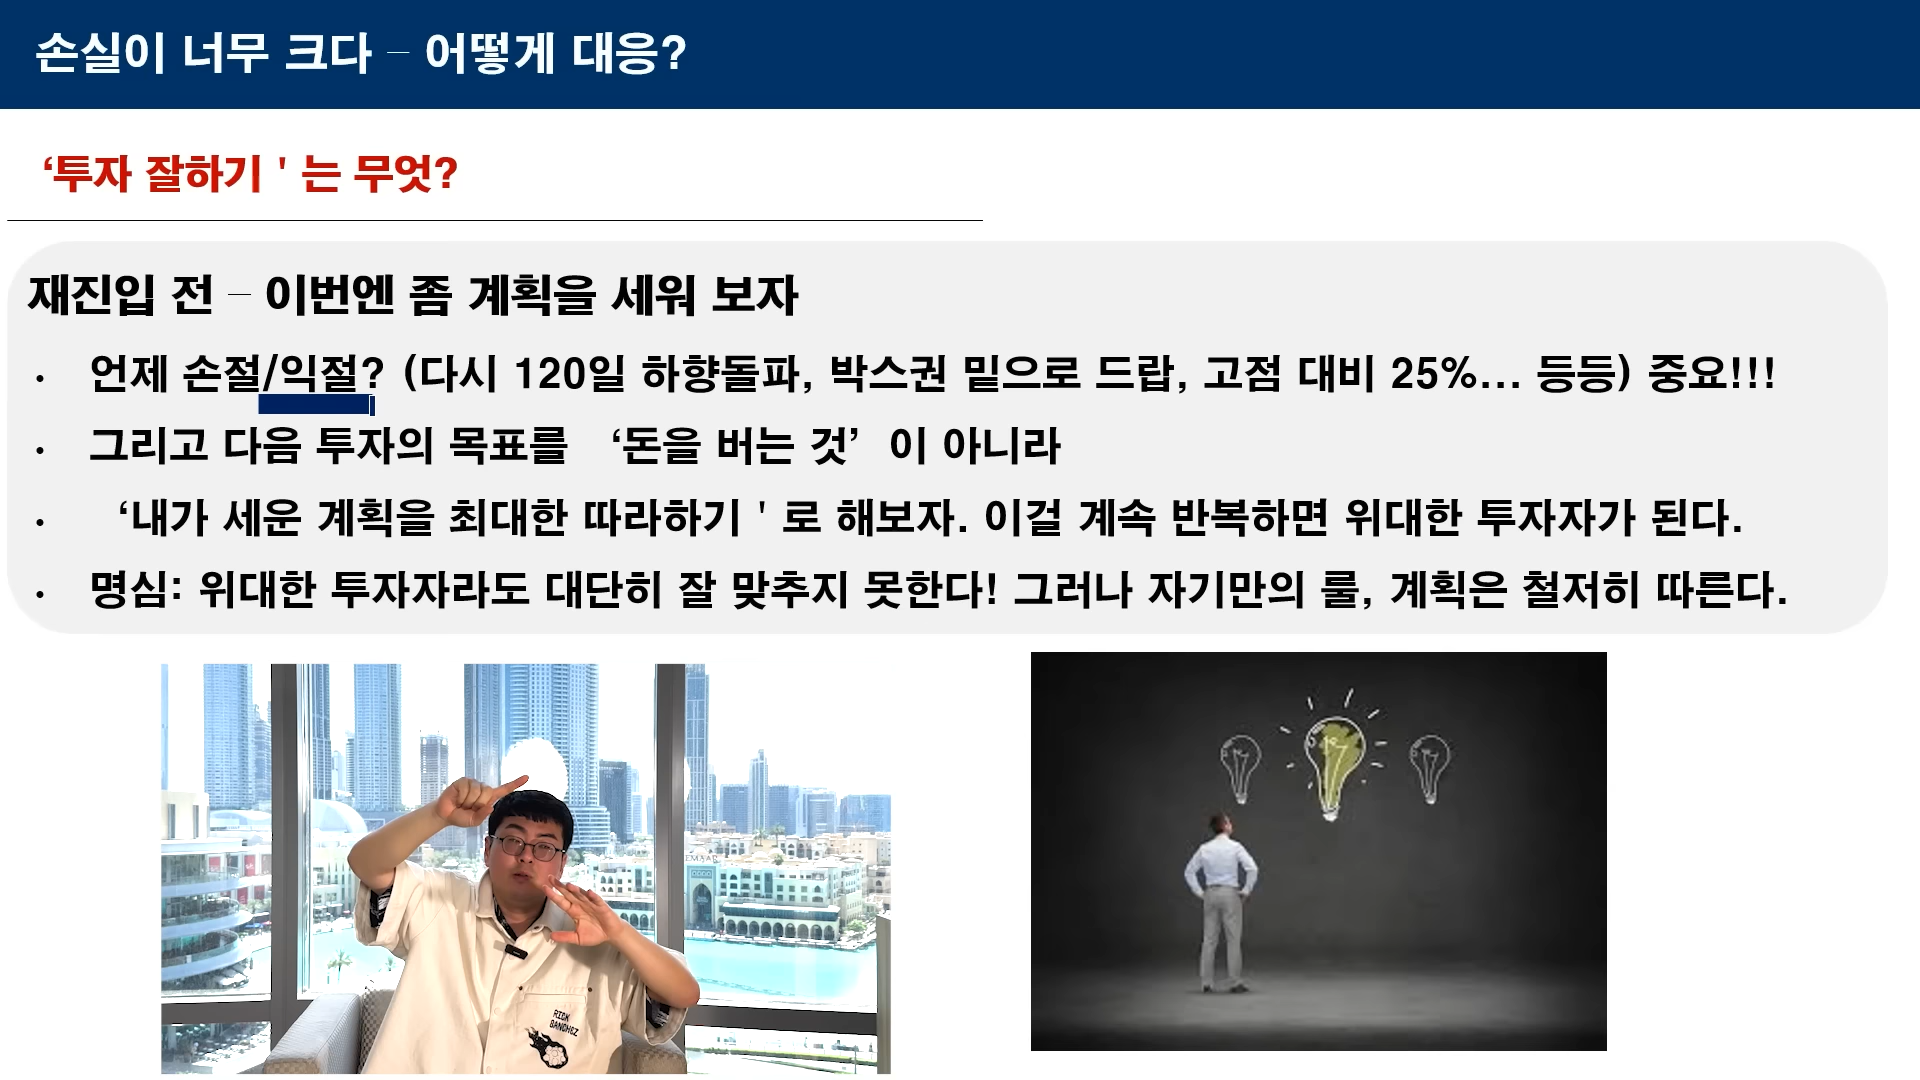 손실이 너무 크다 – 어떻게 대응?
‘투자 잘하기 ' 는 무엇?
재진입 전 – 이번엔 좀 계획을 세워 보자
• 언제 손절/익절? (다시 120일 하향돌파, 박스권 밑으로 드랍, 고점 대비 25%... 등등) 중요!!!
• 그리고 다음 투자의 목표를 ‘돈을 버는 것’ 이 아니라
• ‘내가 세운 계획을 최대한 따라하기 ' 로 해보자. 이걸 계속 반복하면 위대한 투자자가 된다.
• 명심: 위대한 투자자라도 대단히 잘 맞추지 못한다! 그러나 자기만의 룰, 계획은 철저히 따른다.
RICK
SANCHEZ